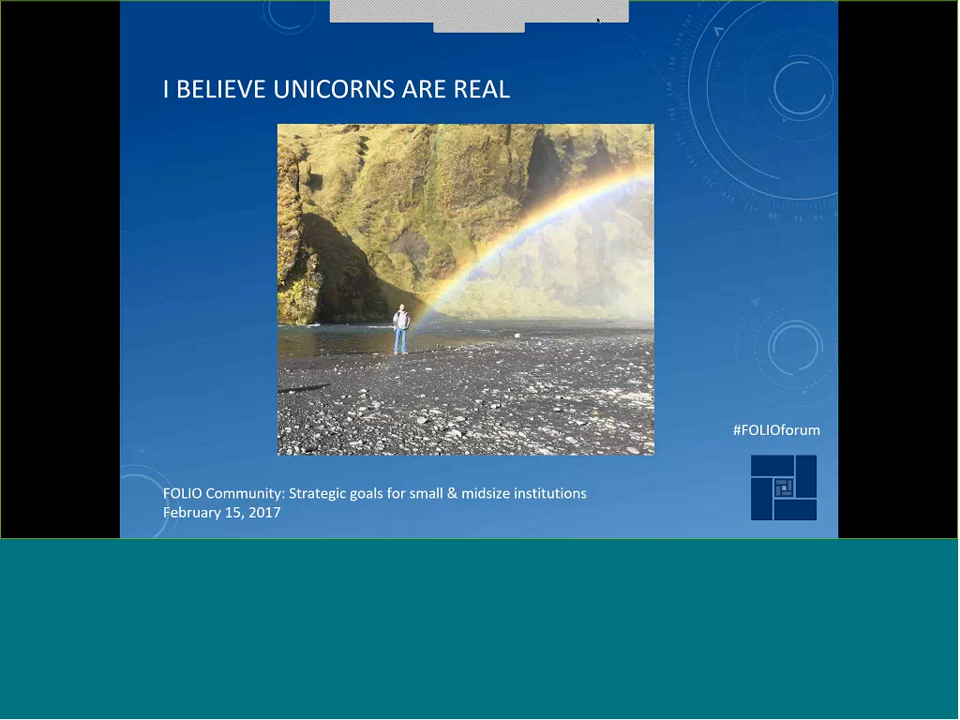 I BELIEVE UNICORNS ARE REAL
#FOLIOforum
FOLIO Community: Strategic goals for small & midsize institutions
February 15, 2017